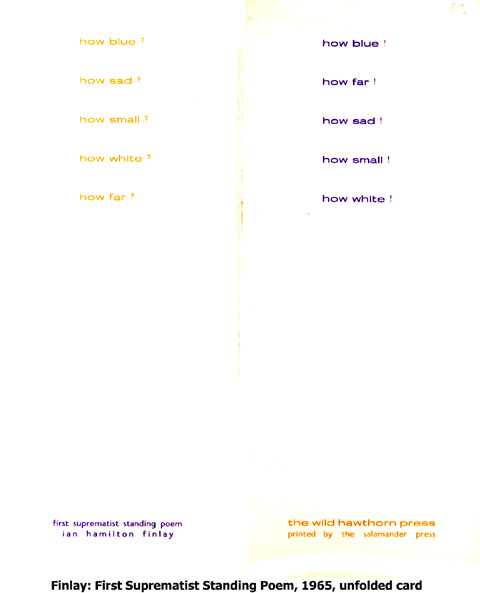 how blue ?
how sad ?
how small ?
how white ?
how far ?
how blue !
how far !
how sad !
how small !
how white !
first suprematist standing poem
ian hamilton finlay
the wild hawthorn press
printed by the salamander press
Finlay: First Suprematist Standing Poem, 1965, unfolded card